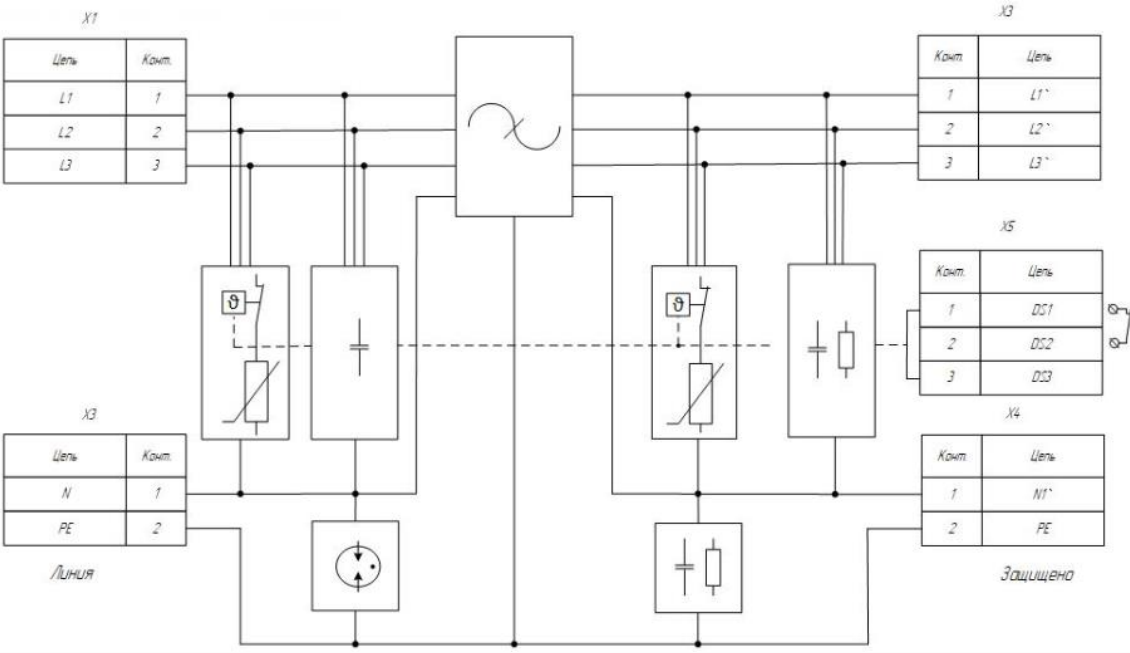 X1
Цепь Конт.
L1 1
L2 2
L3 3
X3
Конт. Цепь
1 L1`
2 L2`
3 L3`
X5
Конт. Цепь
1 DS1
2 DS2
3 DS3
ϑ
ϑ
X3
Цепь Конт.
N 1
PE 2
Линия
X4
Конт. Цепь
1 N1`
2 PE
Защищено